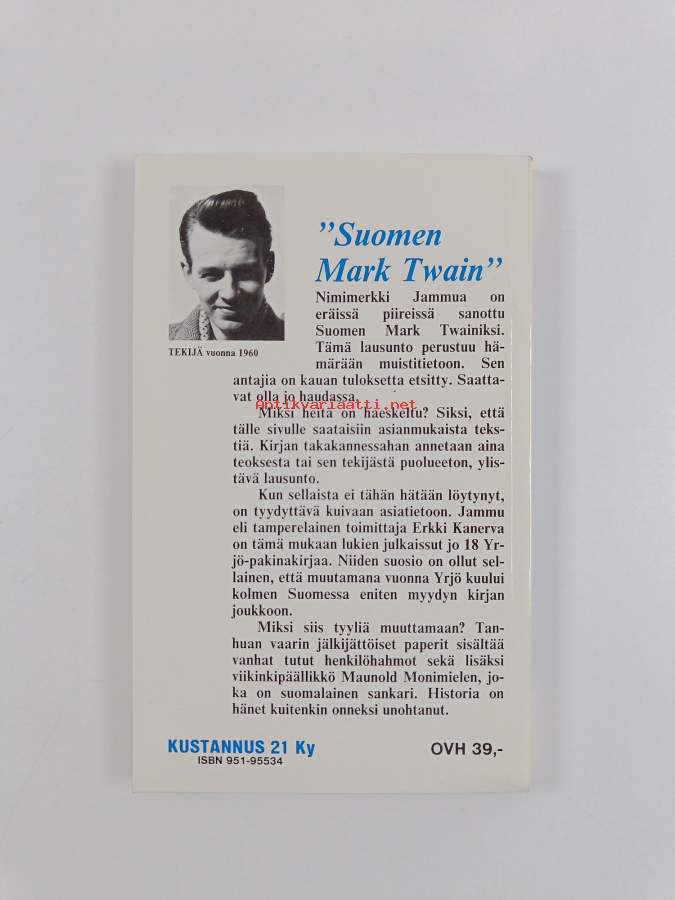 ”Suomen
Mark Twain”
TEKIJÄ vuonna 1960
Nimimerkki Jammua on
eräissä piireissä sanottu
Suomen Mark Twainiksi.
Tämä lausunto perustuu hä-
märään muistitietoon. Sen
antajia on kauan tuloksetta etsitty. Saatta-
vat olla jo haudassa.
Antikvariaatti.net
Miksi heitä on haeskeltu? Siksi, että
tälle sivulle saataisiin asianmukaista teks-
tiä. Kirjan takakannessahan annetaan aina
teoksesta tai sen tekijästä puolueeton, ylis-
tävä lausunto.
Kun sellaista ei tähän hätään löytynyt,
on tyydyttävä kuivaan asiatietoon. Jammu
eli tamperelainen toimittaja Erkki Kanerva
on tämä mukaan lukien julkaissut jo 18 Yr-
jö-pakinakirjaa. Niiden suosio on ollut sel-
lainen, että muutamana vuonna Yrjö kuului
kolmen Suomessa eniten myydyn kirjan
joukkoon.
Miksi siis tyyliä muuttamaan? Tan-
huan vaarin jälkijättöiset paperit sisältää
vanhat tutut henkilöhahmot sekä lisäksi
viikinkipäällikkö Maunold Monimielen, jo-
ka on suomalainen sankari. Historia on
hänet kuitenkin onneksi unohtanut.
KUSTANNUS 21 Ky
ISBN 951-95534
OVH 39,-